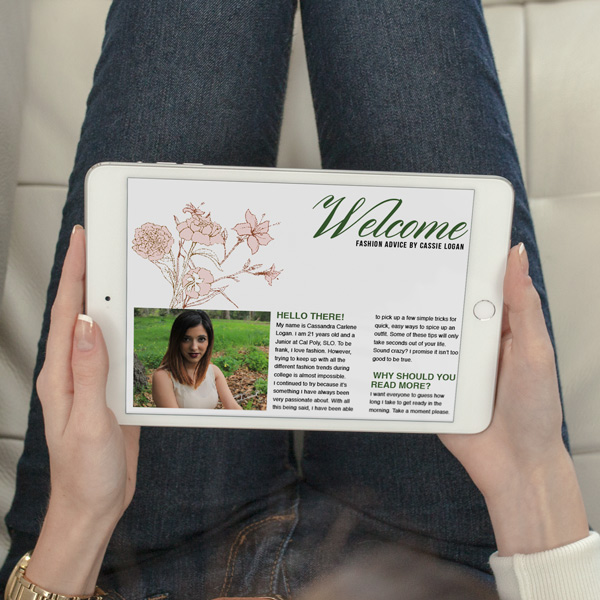 Welcome
FASHION ADVICE BY CASSIE LOGAN
HELLO THERE!
My name is Cassandra Carlene
Logan. i am 21 years old and a
Junior at Cal Poly, SLO. To be
frank, i love fashion. However,
trying to keep up with all the
different fashion trends during
college is almost impossible.
I continued to try because it's
something i have always been
very passionate about. With all
this being said, i have been able
to pick up a few simple tricks for
quick, easy ways to spice up an
outfit. Some of these tips will only
take seconds out of your life.
Sound crazy? I promise it isn't too
good to be true.
WHY SHOULD YOU
READ MORE?
I want everyone to guess how
long i take to get ready in the
morning. Take a moment please.